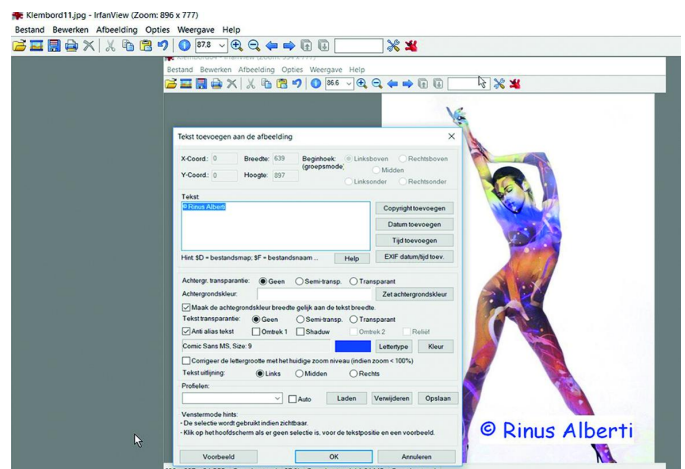 Klembord11.jpg - IrfanView (Zoom: 896 x 777)
Bestand Bewerken Afbeelding Opties Weergave Help
87.8
Bestand Bewerken Afbeelding Opties Weergave Help
86.6
Tekst toevoegen aan de afbeelding
X-Coord.: 0 Breedte: 639 Beginhoek: Linksboven Rechtsboven
(groepsmode) Midden
Y-Coord.: 0 Hoogte: 897 Linksonder Rechtsonder
Tekst
© Rinus Alberti
Copyright toevoegen
Datum toevoegen
Tijd toevoegen
Hint: $D = bestandsmap; $F = bestandsnaam ... Help EXIF datum/tijd toev.
Achtergr. transparantie: Geen Semi-transp. Transparant
Achtergrondskleur: Zet achtergrondskleur
Maak de achtergrondskleur breedte gelijk aan de tekst breedte.
Tekst transparantie: Geen Semi-transp. Transparant
Anti alias tekst Omtrek 1 Shaduw Omtrek 2 Reliëf
Comic Sans MS, Size: 9 Lettertype Kleur
Corrigeer de lettergrootte met het huidige zoom niveau (indien zoom < 100%)
Tekst uitlijning: Links Midden Rechts
Profielen:
Auto Laden Verwijderen Opslaan
Venstermode hints:
- De selectie wordt gebruikt indien zichtbaar.
- Klik op het hoofdscherm als er geen selectie is, voor de tekstpositie en een voorbeeld.
Voorbeeld OK Annuleren
© Rinus Alberti